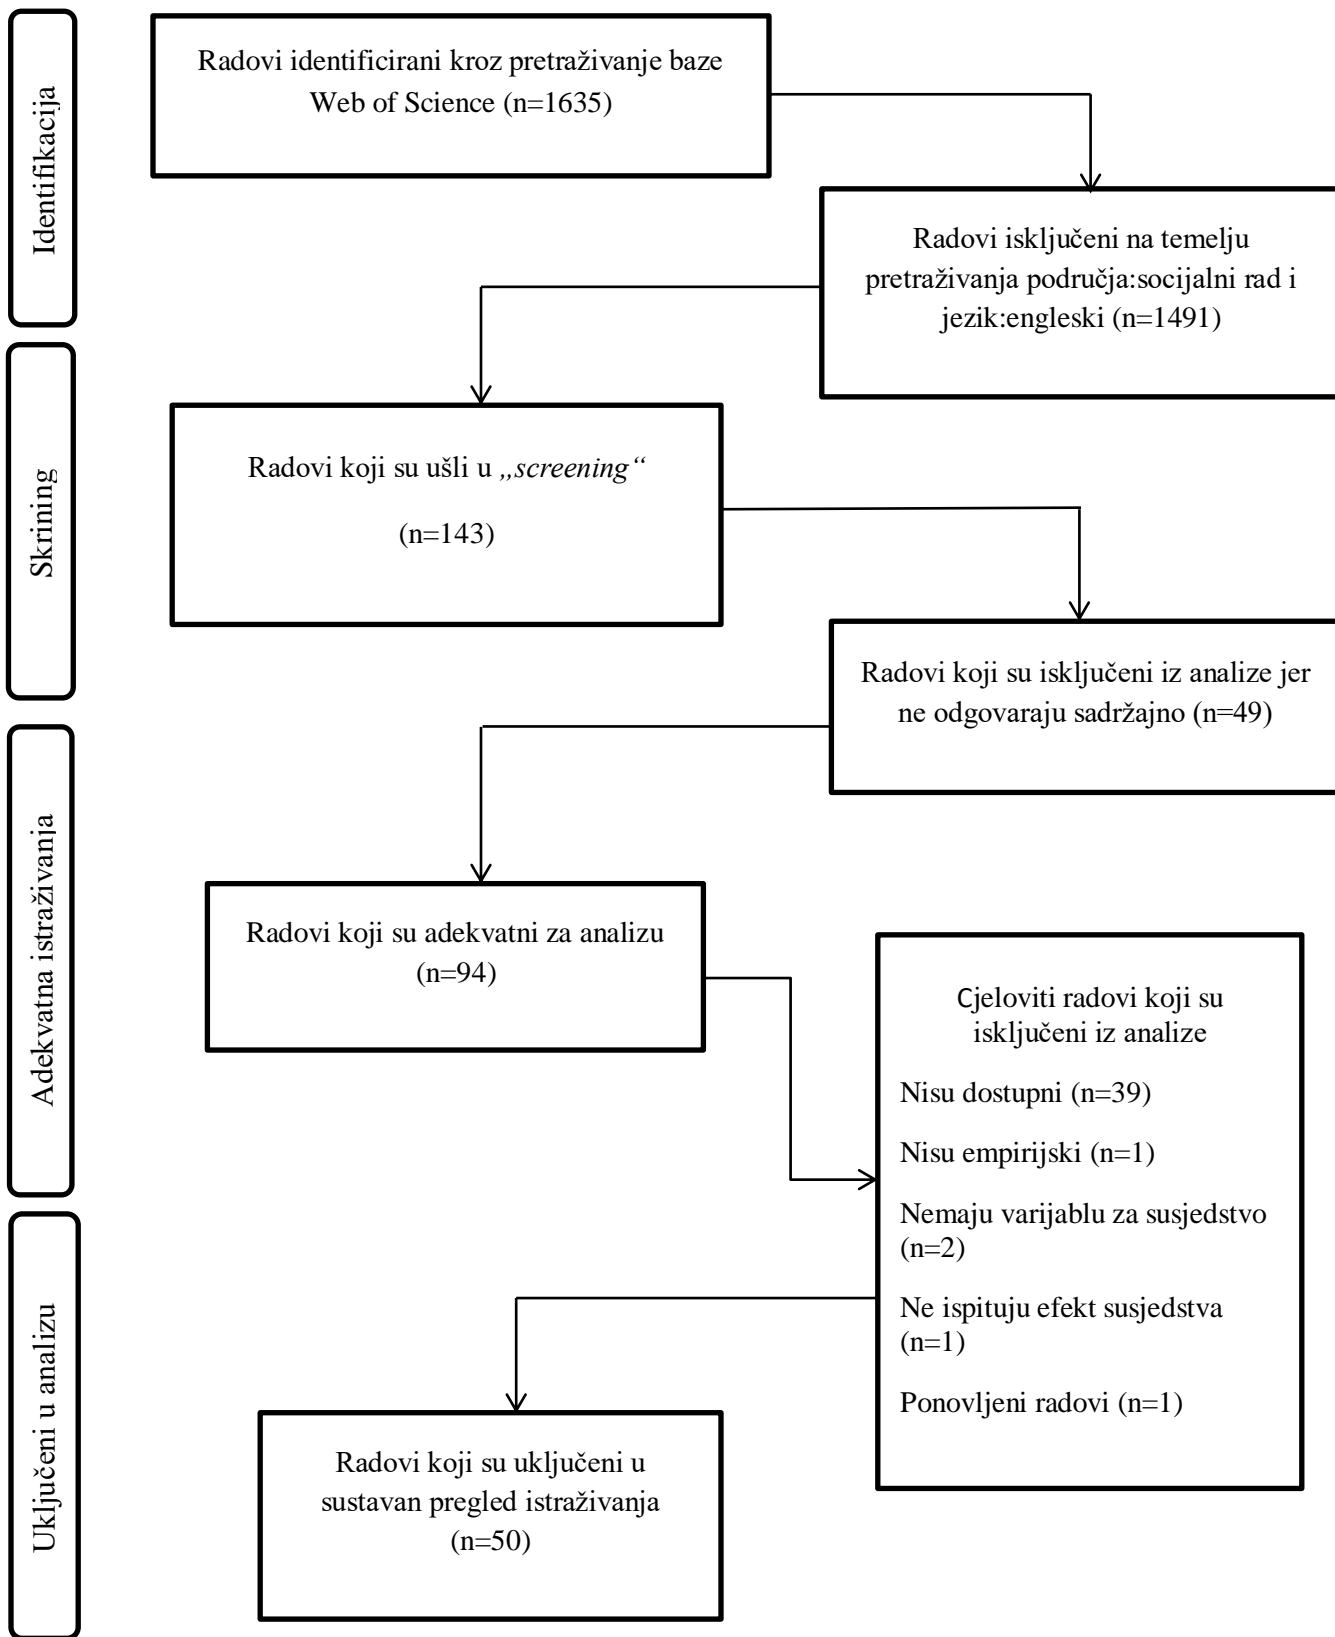 Identifikacija
Radovi identificirani kroz pretraživanje baze
Web of Science (n=1635)
Radovi isključeni na temelju
pretraživanja područja:socijalni rad i
jezik:engleski (n=1491)
Skrining
Radovi koji su ušli u „screening“
(n=143)
Radovi koji su isključeni iz analize jer
ne odgovaraju sadržajno (n=49)
Adekvatna istraživanja
Radovi koji su adekvatni za analizu
(n=94)
Cjeloviti radovi koji su
isključeni iz analize
Nisu dostupni (n=39)
Nisu empirijski (n=1)
Nemaju varijablu za susjedstvo
(n=2)
Ne ispituju efekt susjedstva
(n=1)
Ponovljeni radovi (n=1)
Uključeni u analizu
Radovi koji su uključeni u
sustavan pregled istraživanja
(n=50)